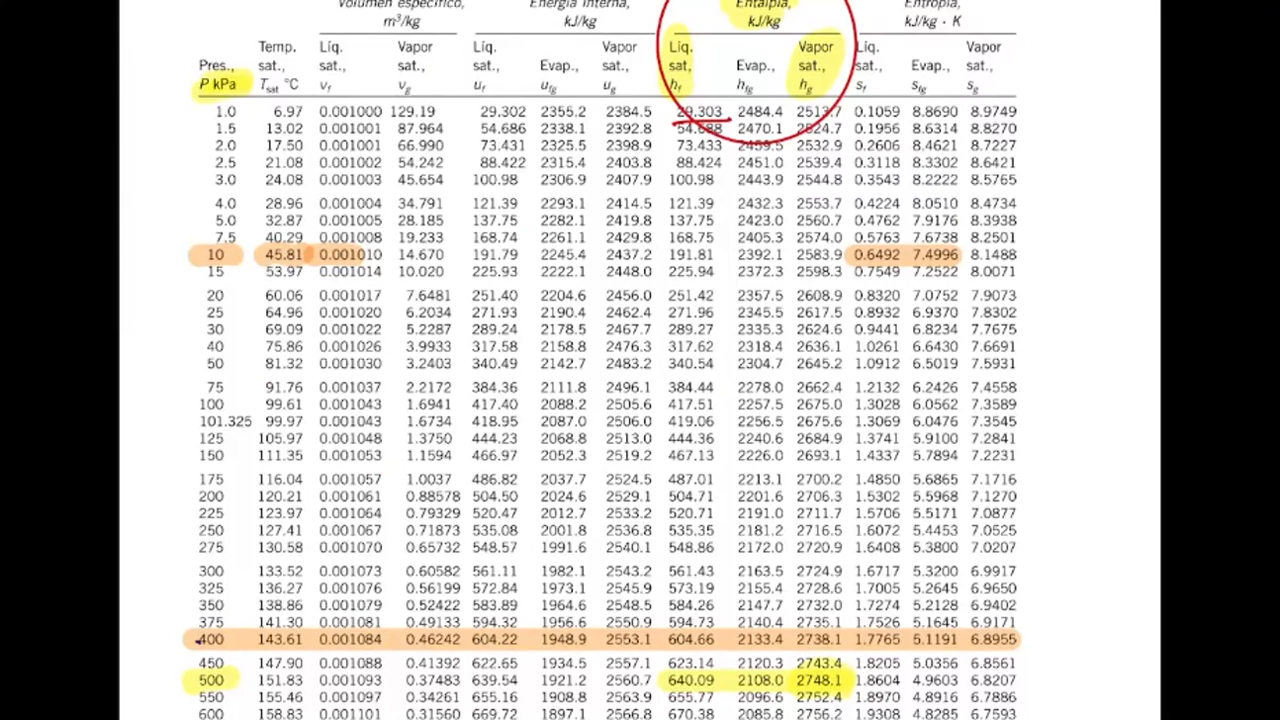 Volumen específico, Energía interna, Entalpia, Entropía,
m³/kg kJ/kg kJ/kg kJ/kg · K
Temp. Líq. Vapor Líq. Vapor Líq. Vapor Líq. Vapor
Pres., sat., sat., sat., sat., Evap., sat., sat, Evap., sat., sat., Evap., sat.,
P kPa Tsat °C vf vg uf ufg ug hf hfg hg sf sfg sg
1.0 6.97 0.001000 129.19 29.302 2355.2 2384.5 29.303 2484.4 2513.7 0.1059 8.8690 8.9749
1.5 13.02 0.001001 87.964 54.686 2338.1 2392.8 54.688 2470.1 2524.7 0.1956 8.6314 8.8270
2.0 17.50 0.001001 66.990 73.431 2325.5 2398.9 73.433 2459.5 2532.9 0.2606 8.4621 8.7227
2.5 21.08 0.001002 54.242 88.422 2315.4 2403.8 88.424 2451.0 2539.4 0.3118 8.3302 8.6421
3.0 24.08 0.001003 45.654 100.98 2306.9 2407.9 100.98 2443.9 2544.8 0.3543 8.2222 8.5765
4.0 28.96 0.001004 34.791 121.39 2293.1 2414.5 121.39 2432.3 2553.7 0.4224 8.0510 8.4734
5.0 32.87 0.001005 28.185 137.75 2282.1 2419.8 137.75 2423.0 2560.7 0.4762 7.9176 8.3938
7.5 40.29 0.001008 19.233 168.74 2261.1 2429.8 168.75 2405.3 2574.0 0.5763 7.6738 8.2501
10 45.81 0.001010 14.670 191.79 2245.4 2437.2 191.81 2392.1 2583.9 0.6492 7.4996 8.1488
15 53.97 0.001014 10.020 225.93 2222.1 2448.0 225.94 2372.3 2598.3 0.7549 7.2522 8.0071
20 60.06 0.001017 7.6481 251.40 2204.6 2456.0 251.42 2357.5 2608.9 0.8320 7.0752 7.9073
25 64.96 0.001020 6.2034 271.93 2190.4 2462.4 271.96 2345.5 2617.5 0.8932 6.9370 7.8302
30 69.09 0.001022 5.2287 289.24 2178.5 2467.7 289.27 2335.3 2624.6 0.9441 6.8234 7.7675
40 75.86 0.001026 3.9933 317.58 2158.8 2476.3 317.62 2318.4 2636.1 1.0261 6.6430 7.6691
50 81.32 0.001030 3.2403 340.49 2142.7 2483.2 340.54 2304.7 2645.2 1.0912 6.5019 7.5931
75 91.76 0.001037 2.2172 384.36 2111.8 2496.1 384.44 2278.0 2662.4 1.2132 6.2426 7.4558
100 99.61 0.001043 1.6941 417.40 2088.2 2505.6 417.51 2257.5 2675.0 1.3028 6.0562 7.3589
101.325 99.97 0.001043 1.6734 418.95 2087.0 2506.0 419.06 2256.5 2675.6 1.3069 6.0476 7.3545
125 105.97 0.001048 1.3750 444.23 2068.8 2513.0 444.36 2240.6 2684.9 1.3741 5.9100 7.2841
150 111.35 0.001053 1.1594 466.97 2052.3 2519.2 467.13 2226.0 2693.1 1.4337 5.7894 7.2231
175 116.04 0.001057 1.0037 486.82 2037.7 2524.5 487.01 2213.1 2700.2 1.4850 5.6865 7.1716
200 120.21 0.001061 0.88578 504.50 2024.6 2529.1 504.71 2201.6 2706.3 1.5302 5.5968 7.1270
225 123.97 0.001064 0.79329 520.47 2012.7 2533.2 520.71 2191.0 2711.7 1.5706 5.5171 7.0877
250 127.41 0.001067 0.71873 535.08 2001.8 2536.8 535.35 2181.2 2716.5 1.6072 5.4453 7.0525
275 130.58 0.001070 0.65732 548.57 1991.6 2540.1 548.86 2172.0 2720.9 1.6408 5.3800 7.0207
300 133.52 0.001073 0.60582 561.11 1982.1 2543.2 561.43 2163.5 2724.9 1.6717 5.3200 6.9917
325 136.27 0.001076 0.56199 572.84 1973.1 2545.9 573.19 2155.4 2728.6 1.7005 5.2645 6.9650
350 138.86 0.001079 0.52422 583.89 1964.6 2548.5 584.26 2147.7 2732.0 1.7274 5.2128 6.9402
375 141.30 0.001081 0.49133 594.32 1956.6 2550.9 594.73 2140.4 2735.1 1.7526 5.1645 6.9171
400 143.61 0.001084 0.46242 604.22 1948.9 2553.1 604.66 2133.4 2738.1 1.7765 5.1191 6.8955
450 147.90 0.001088 0.41392 622.65 1934.5 2557.1 623.14 2120.3 2743.4 1.8205 5.0356 6.8561
500 151.83 0.001093 0.37483 639.54 1921.2 2560.7 640.09 2108.0 2748.1 1.8604 4.9603 6.8207
550 155.46 0.001097 0.34261 655.16 1908.8 2563.9 655.77 2096.6 2752.4 1.8970 4.8916 6.7886
600 158.83 0.001101 0.31560 669.72 1897.1 2566.8 670.38 2085.8 2756.2 1.9308 4.8285 6.7593